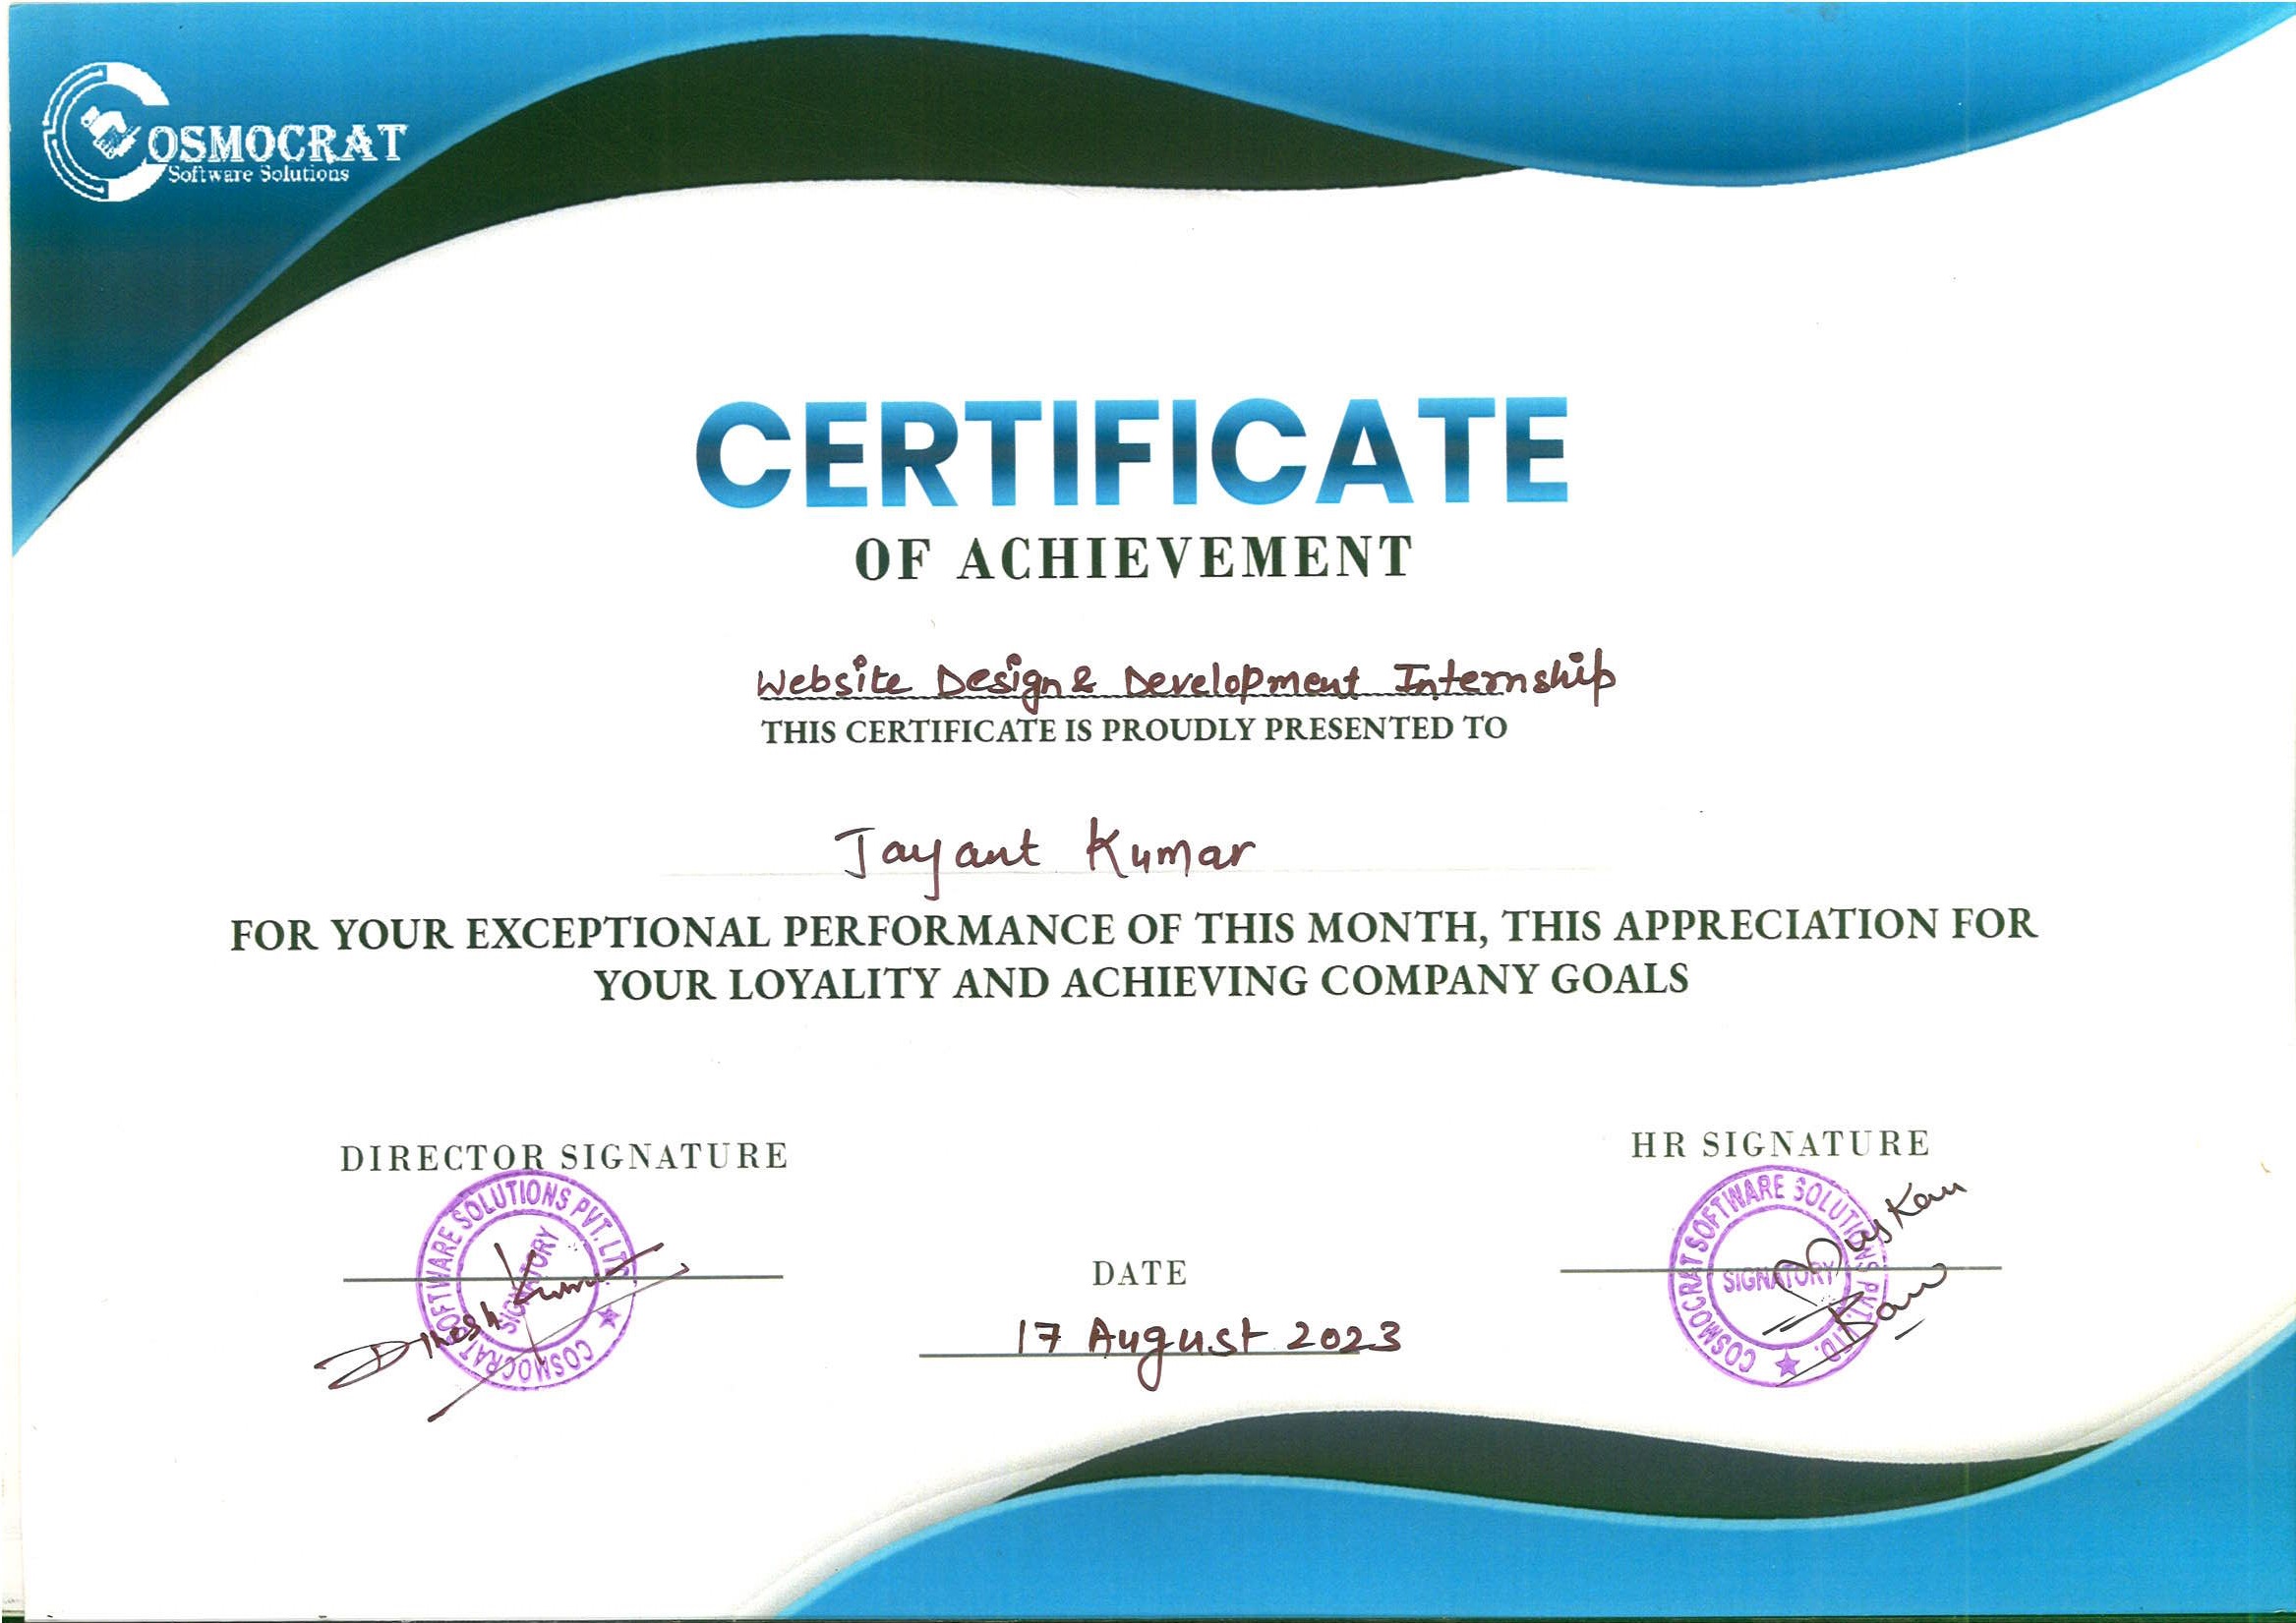 COSMOCRAT
Software Solutions
CERTIFICATE
OF ACHIEVEMENT
Website Design & Development Internship
THIS CERTIFICATE IS PROUDLY PRESENTED TO
Jayant Kumar
FOR YOUR EXCEPTIONAL PERFORMANCE OF THIS MONTH, THIS APPRECIATION FOR
YOUR LOYALITY AND ACHIEVING COMPANY GOALS
DIRECTOR SIGNATURE
COSMOCRAT SOFTWARE SOLUTIONS PVT. LTD.
SIGNATORY
Dinesh Kumar
DATE
17 August 2023
HR SIGNATURE
COSMOCRAT SOFTWARE SOLUTIONS PVT. LTD.
SIGNATORY